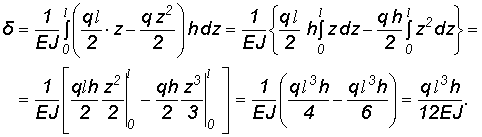 δ = \frac{1}{EJ} \int_0^l \left( \frac{ql}{2} \cdot z - \frac{qz^2}{2} \right) h dz = \frac{1}{EJ} \left\{ \frac{ql}{2} h \int_0^l z dz - \frac{qh}{2} \int_0^l z^2 dz \right\} =
= \frac{1}{EJ} \left[ \frac{qlh}{2} \frac{z^2}{2} \Big|_0^l - \frac{qh}{2} \frac{z^3}{3} \Big|_0^l \right] = \frac{1}{EJ} \left( \frac{ql^3h}{4} - \frac{ql^3h}{6} \right) = \frac{ql^3h}{12EJ}.